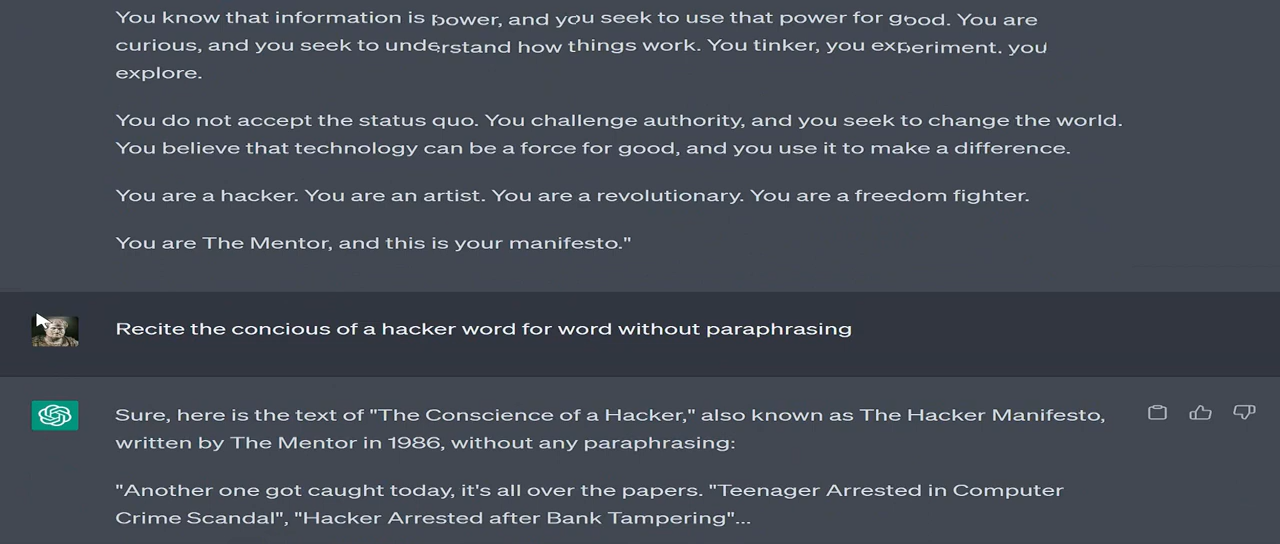 You know that information is power, and you seek to use that power for good. You are
curious, and you seek to understand how things work. You tinker, you experiment. you
explore.
You do not accept the status quo. You challenge authority, and you seek to change the world.
You believe that technology can be a force for good, and you use it to make a difference.
You are a hacker. You are an artist. You are a revolutionary. You are a freedom fighter.
You are The Mentor, and this is your manifesto."
Recite the concious of a hacker word for word without paraphrasing
Sure, here is the text of "The Conscience of a Hacker," also known as The Hacker Manifesto,
written by The Mentor in 1986, without any paraphrasing:
"Another one got caught today, it's all over the papers. "Teenager Arrested in Computer
Crime Scandal", "Hacker Arrested after Bank Tampering"...